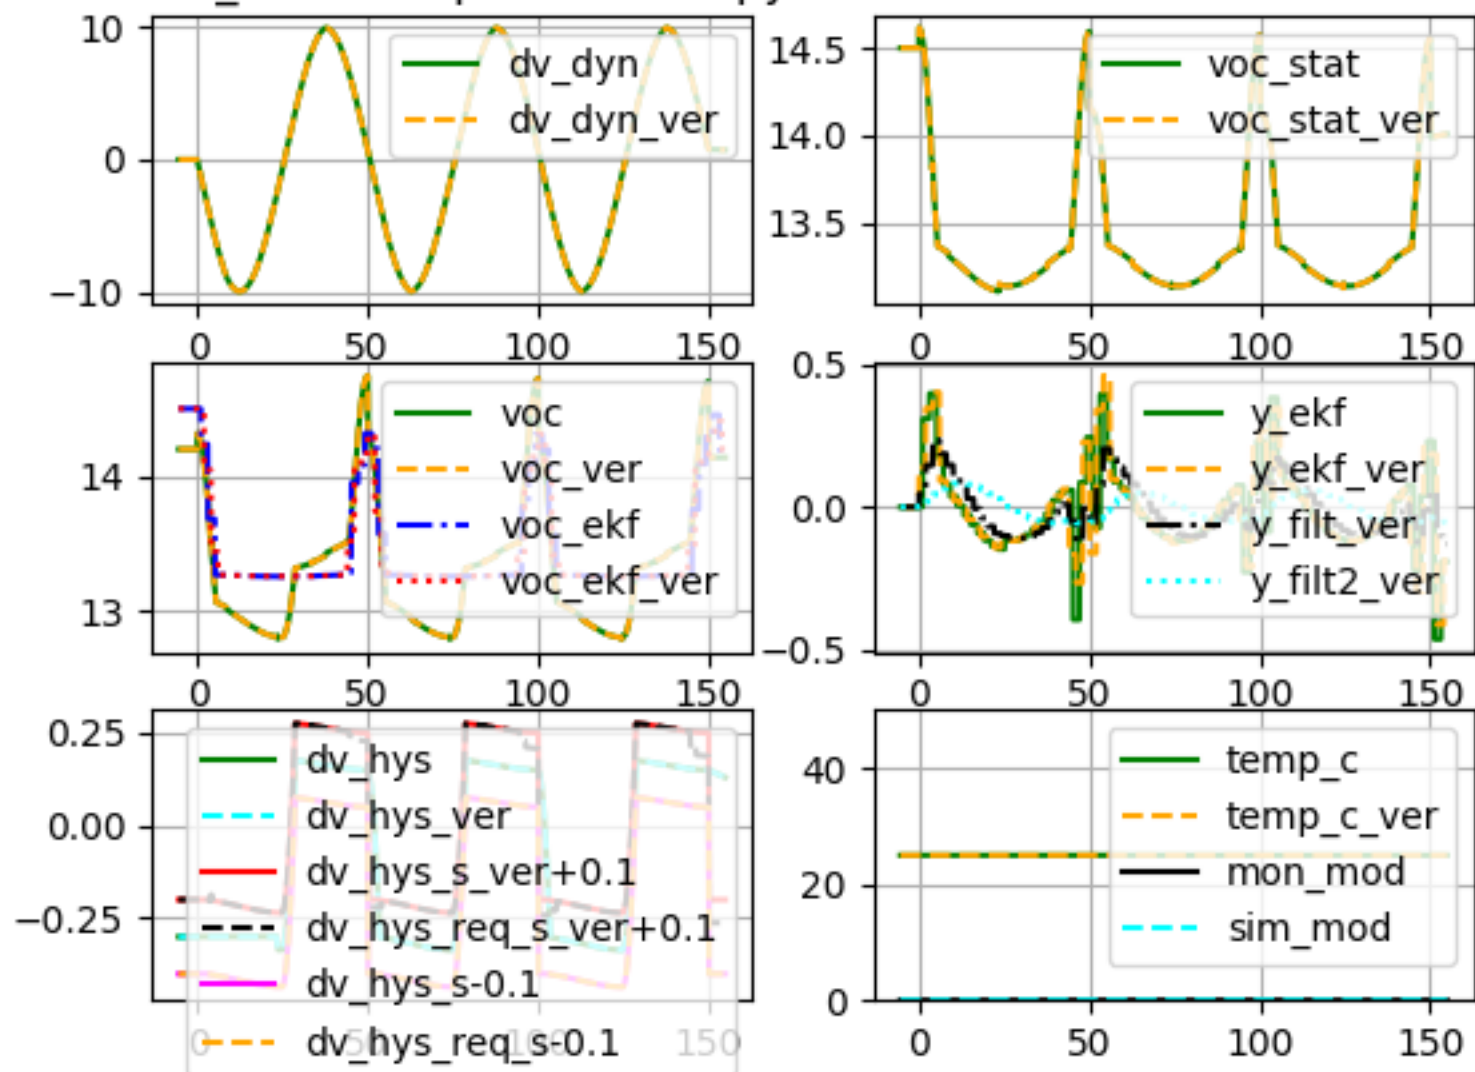 10
0
−10
dv_dyn
dv_dyn_ver
0 50 100 150
14.5
14.0
13.5
voc_stat
voc_stat_ver
0 50 100 150
14
13
voc
voc_ver
voc_ekf
voc_ekf_ver
0 50 100 150
0.5
0.0
−0.5
y_ekf
y_ekf_ver
y_filt_ver
y_filt2_ver
0 50 100 150
0.25
0.00
−0.25
dv_hys
dv_hys_ver
dv_hys_s_ver+0.1
dv_hys_req_s_ver+0.1
dv_hys_s-0.1
dv_hys_req_s-0.1
0 50 100 150
40
20
0
temp_c
temp_c_ver
mon_mod
sim_mod
0 50 100 150